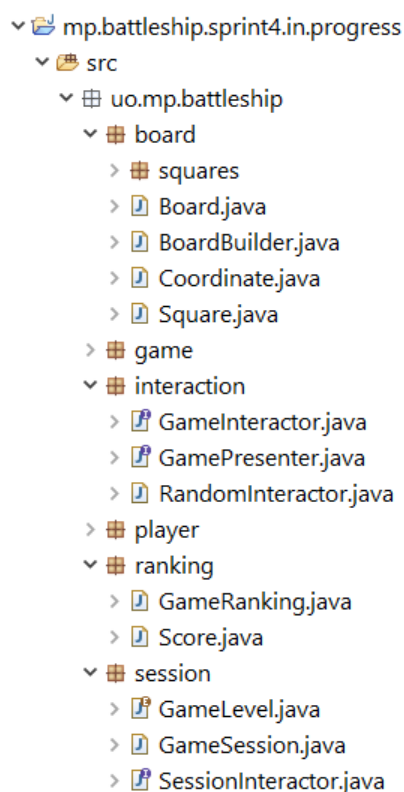 mp.battleship.sprint4.in.progress
src
uo.mp.battleship
board
squares
Board.java
BoardBuilder.java
Coordinate.java
Square.java
game
interaction
GameInteractor.java
GamePresenter.java
RandomInteractor.java
player
ranking
GameRanking.java
Score.java
session
GameLevel.java
GameSession.java
SessionInteractor.java